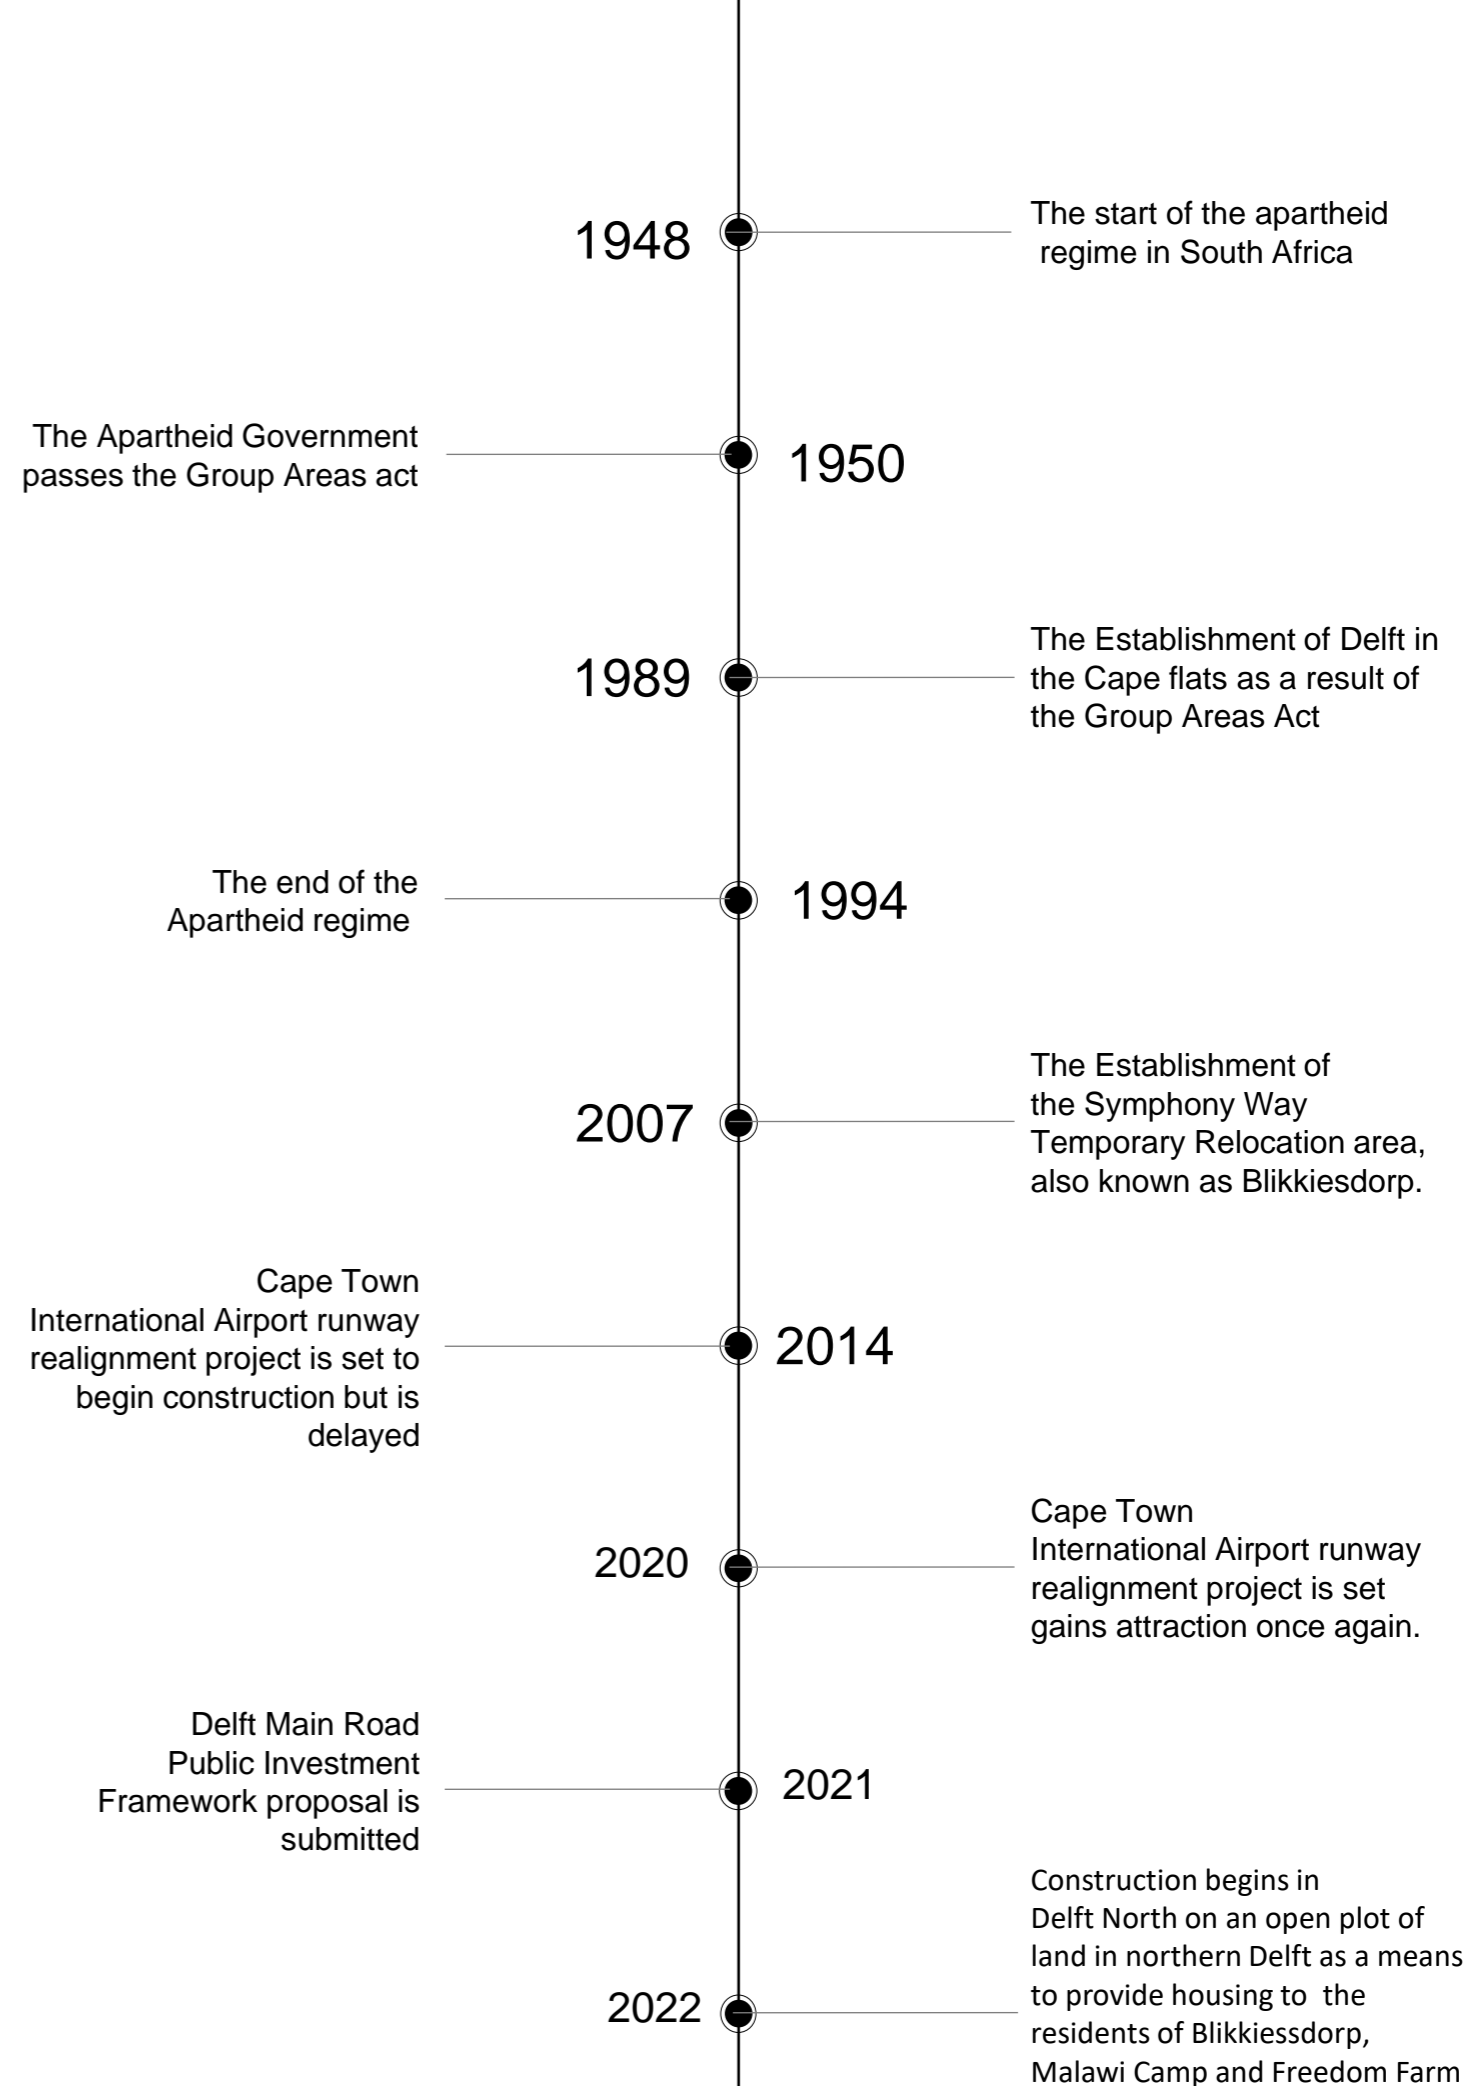 1948
The start of the apartheid
regime in South Africa
The Apartheid Government
passes the Group Areas act
1950
1989
The Establishment of Delft in
the Cape flats as a result of
the Group Areas Act
The end of the
Apartheid regime
1994
2007
The Establishment of
the Symphony Way
Temporary Relocation area,
also known as Blikkiesdorp.
Cape Town
International Airport runway
realignment project is set to
begin construction but is
delayed
2014
2020
Cape Town
International Airport runway
realignment project is set
gains attraction once again.
Delft Main Road
Public Investment
Framework proposal is
submitted
2021
2022
Construction begins in
Delft North on an open plot of
land in northern Delft as a means
to provide housing to  the
residents of Blikkiessdorp,
Malawi Camp and Freedom Farm